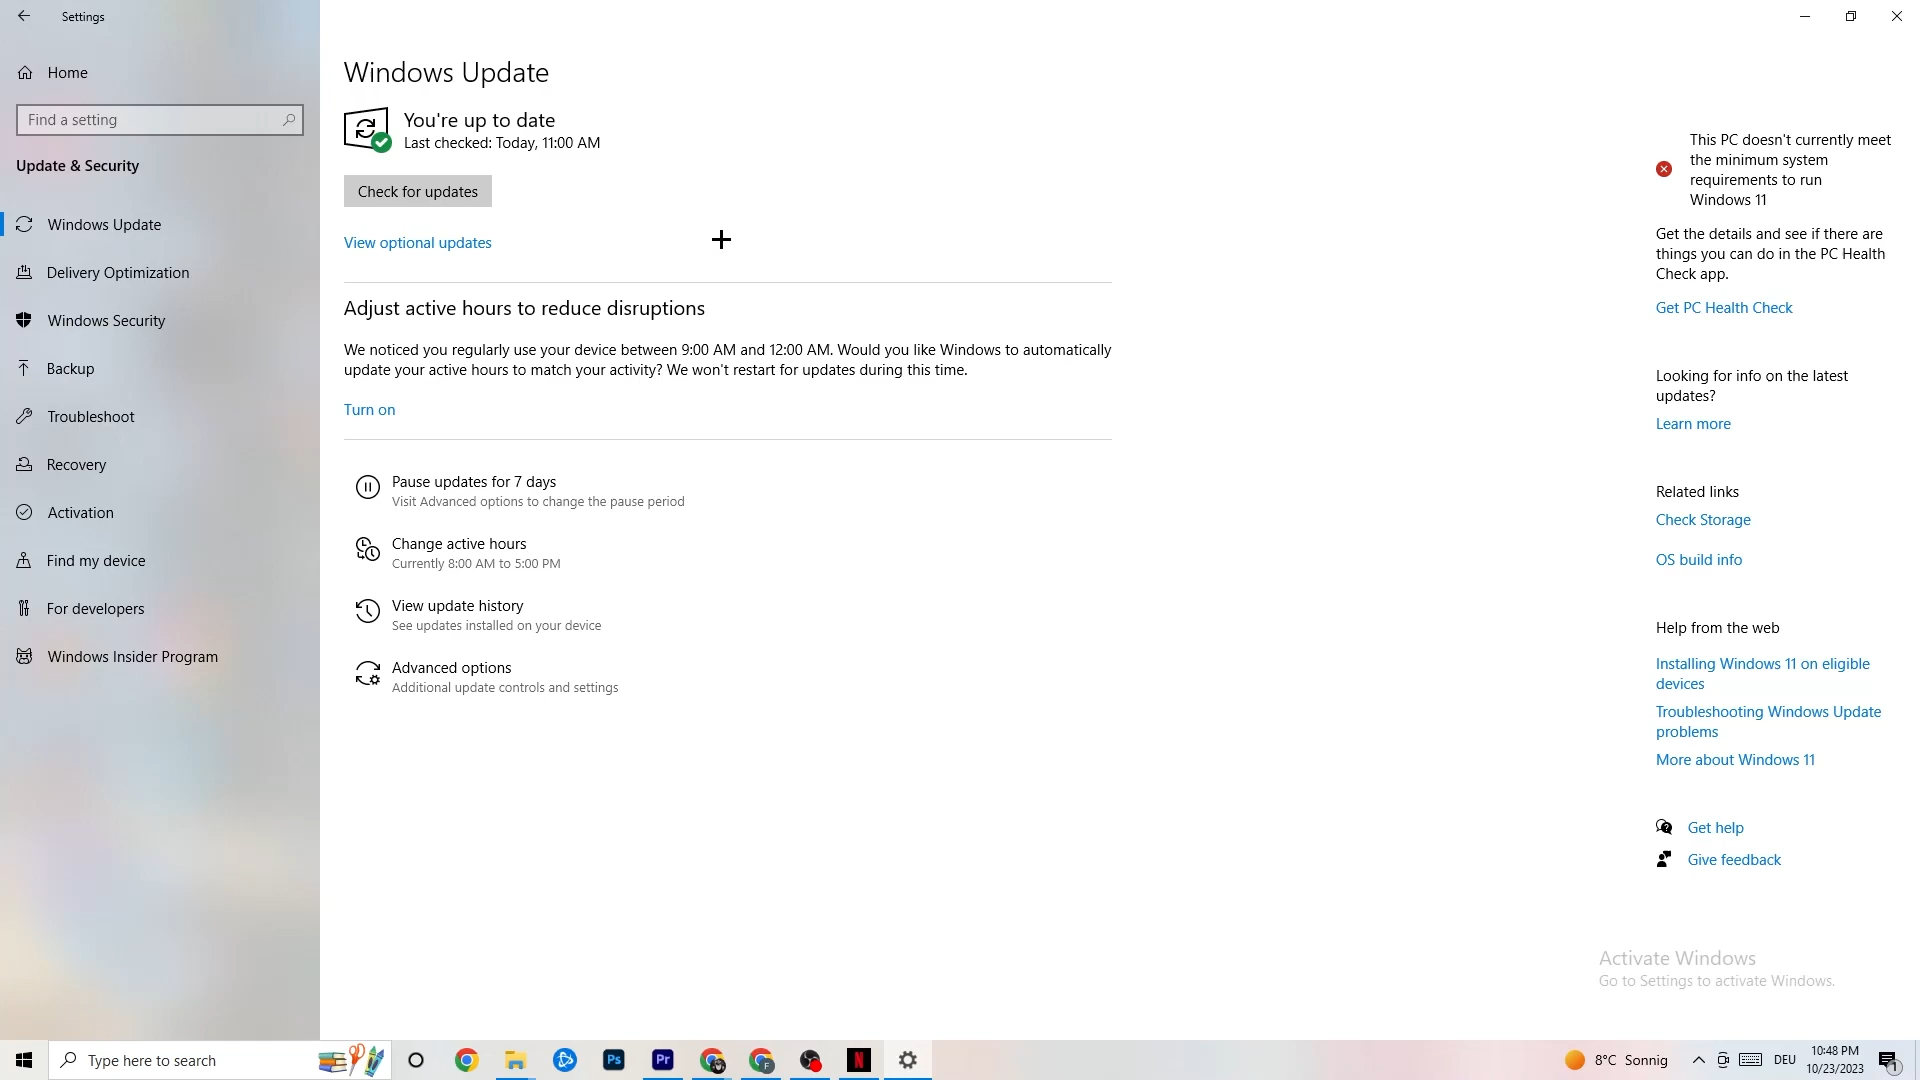 Settings
Home
Find a setting
Update & Security
Windows Update
Delivery Optimization
Windows Security
Backup
Troubleshoot
Recovery
Activation
Find my device
For developers
Windows Insider Program
Windows Update
You're up to date
Last checked: Today, 11:00 AM
Check for updates
View optional updates
Adjust active hours to reduce disruptions
We noticed you regularly use your device between 9:00 AM and 12:00 AM. Would you like Windows to automatically
update your active hours to match your activity? We won't restart for updates during this time.
Turn on
Pause updates for 7 days
Visit Advanced options to change the pause period
Change active hours
Currently 8:00 AM to 5:00 PM
View update history
See updates installed on your device
Advanced options
Additional update controls and settings
This PC doesn't currently meet
the minimum system
requirements to run
Windows 11
Get the details and see if there are
things you can do in the PC Health
Check app.
Get PC Health Check
Looking for info on the latest
updates?
Learn more
Related links
Check Storage
OS build info
Help from the web
Installing Windows 11 on eligible
devices
Troubleshooting Windows Update
problems
More about Windows 11
Get help
Give feedback
Activate Windows
Go to Settings to activate Windows.
Type here to search
Ps
Pr
F
N
8°C Sonnig
DEU
10:48 PM
10/23/2023
1